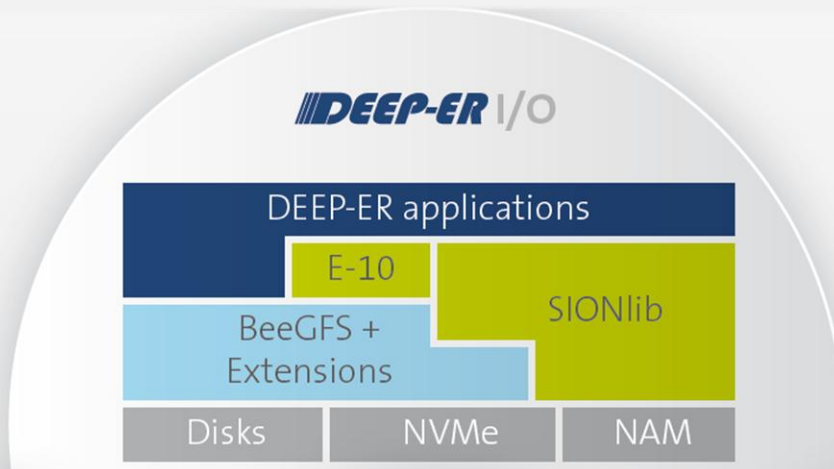 DEEP-ER I/O
DEEP-ER applications
E-10
SIONlib
BeeGFS +
Extensions
Disks
NVMe
NAM